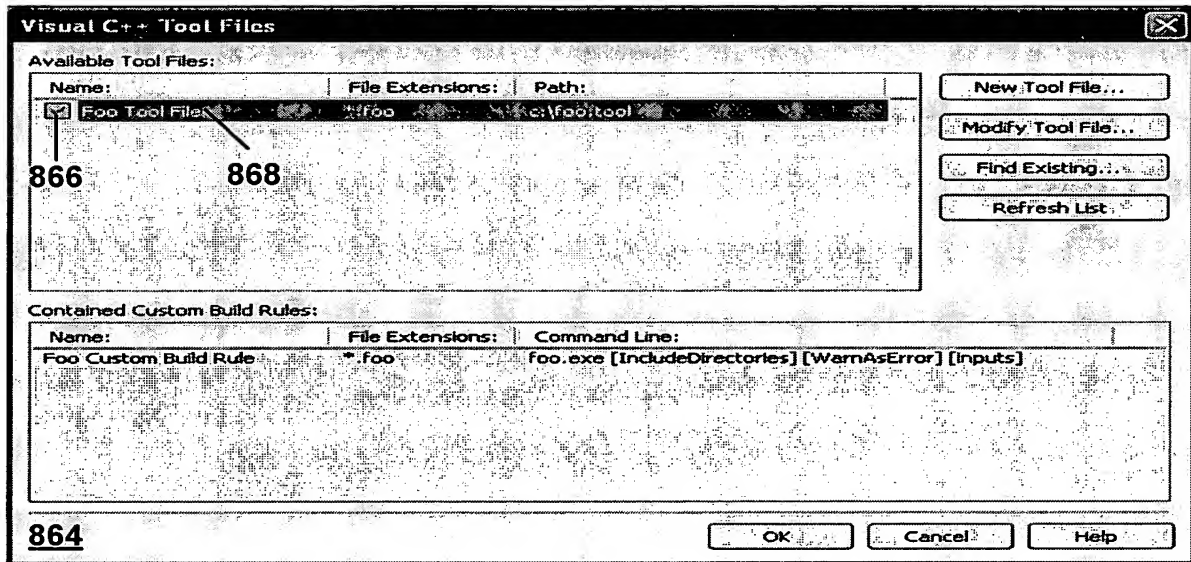 Visual C++ Tool Files
Available Tool Files:
Name: File Extensions: Path:
Foo Tool File *.foo c:\foo\tool
866 868
New Tool File...
Modify Tool File...
Find Existing...
Refresh List
Contained Custom Build Rules:
Name: File Extensions: Command Line:
Foo Custom Build Rule *.foo foo.exe [IncludeDirectories] [WarnAsError] [Inputs]
864
OK Cancel Help